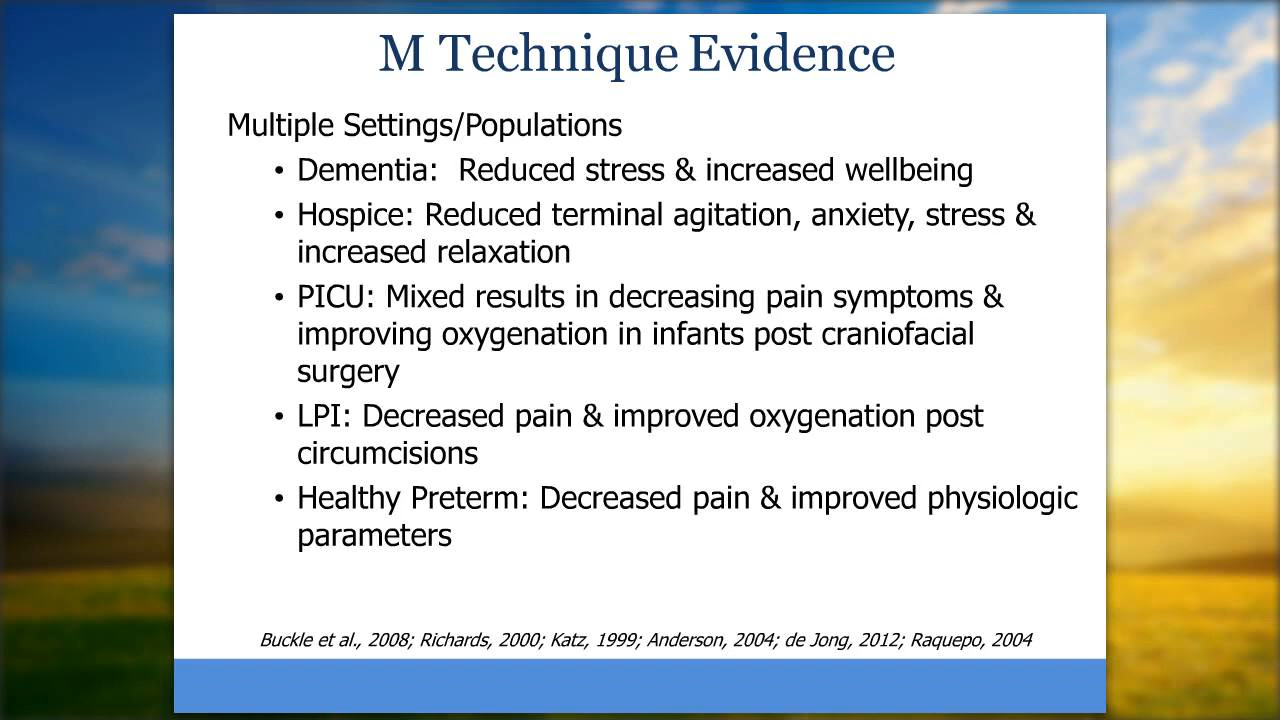 M Technique Evidence
Multiple Settings/Populations
• Dementia:  Reduced stress & increased wellbeing
• Hospice: Reduced terminal agitation, anxiety, stress &
increased relaxation
• PICU: Mixed results in decreasing pain symptoms &
improving oxygenation in infants post craniofacial
surgery
• LPI: Decreased pain & improved oxygenation post
circumcisions
• Healthy Preterm: Decreased pain & improved physiologic
parameters
Buckle et al., 2008; Richards, 2000; Katz, 1999; Anderson, 2004; de Jong, 2012; Raquepo, 2004